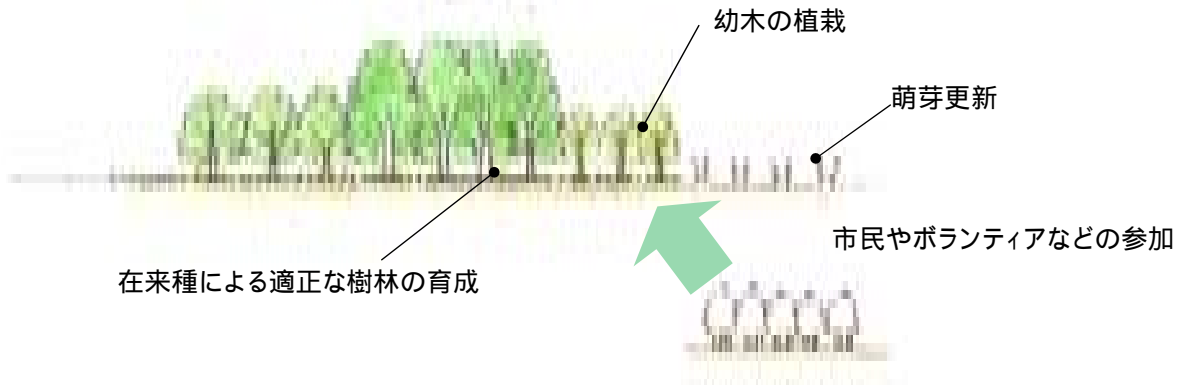 幼木の植栽
萌芽更新
市民やボランティアなどの参加
在来種による適正な樹林の育成